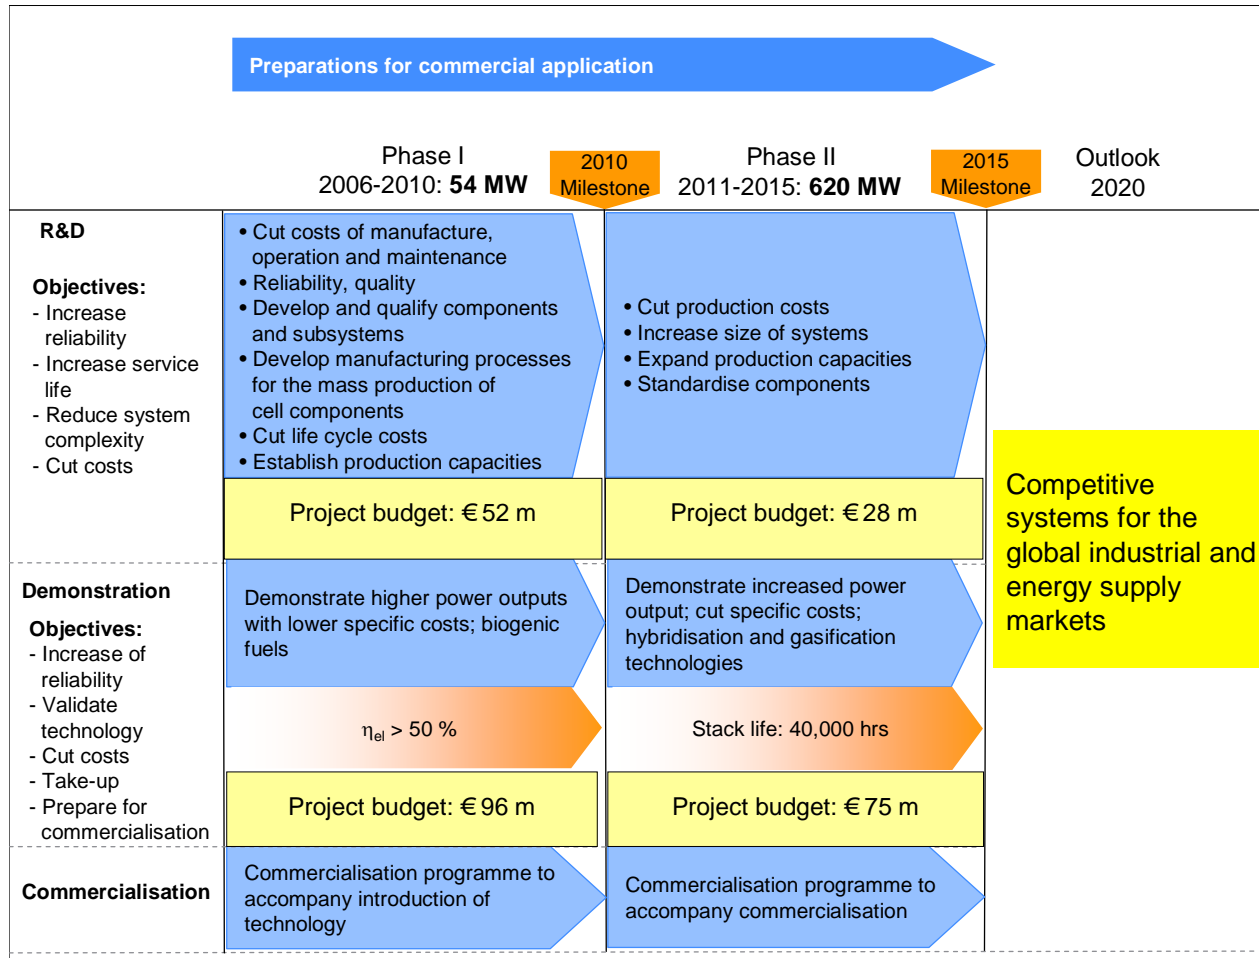 Preparations for commercial application
Phase I
2006-2010: 54 MW
2010
Milestone
Phase II
2011-2015: 620 MW
2015
Milestone
Outlook
2020
R&D
Objectives:
- Increase
reliability
- Increase service
life
- Reduce system
complexity
- Cut costs
• Cut costs of manufacture,
operation and maintenance
• Reliability, quality
• Develop and qualify components
and subsystems
• Develop manufacturing processes
for the mass production of
cell components
• Cut life cycle costs
• Establish production capacities
• Cut production costs
• Increase size of systems
• Expand production capacities
• Standardise components
Project budget: € 52 m
Project budget: € 28 m
Competitive
systems for the
global industrial and
energy supply
markets
Demonstration
Objectives:
- Increase of
reliability
- Validate
technology
- Cut costs
- Take-up
- Prepare for
commercialisation
Demonstrate higher power outputs
with lower specific costs; biogenic
fuels
Demonstrate increased power
output; cut specific costs;
hybridisation and gasification
technologies
ηel > 50 %
Stack life: 40,000 hrs
Project budget: € 96 m
Project budget: € 75 m
Commercialisation
Commercialisation programme to
accompany introduction of
technology
Commercialisation programme to
accompany commercialisation